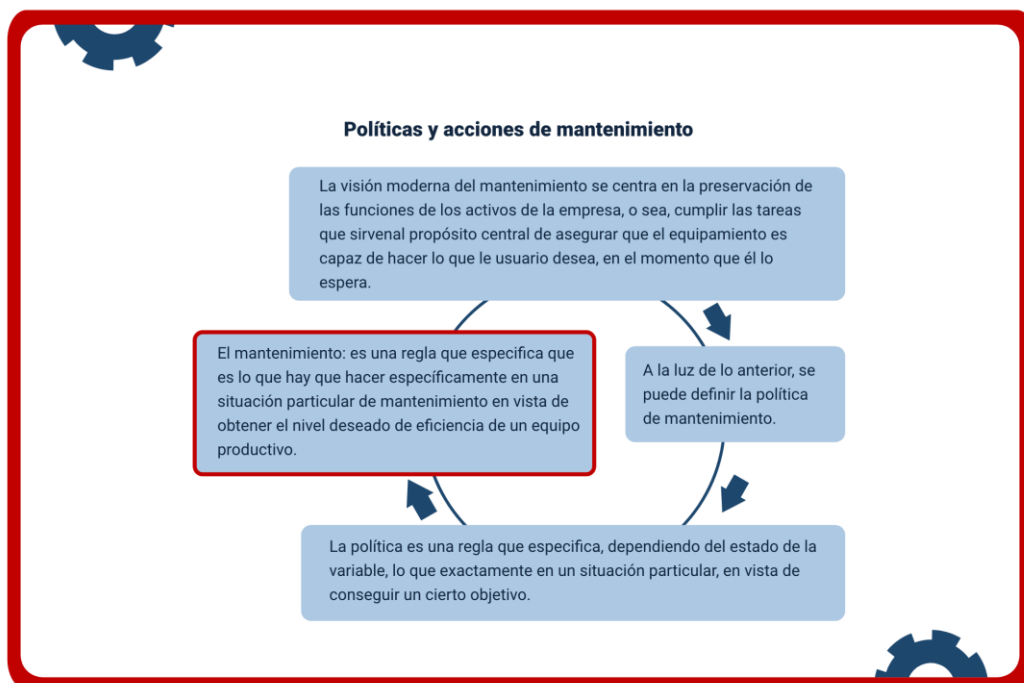 Políticas y acciones de mantenimiento
La visión moderna del mantenimiento se centra en la preservación de
las funciones de los activos de la empresa, o sea, cumplir las tareas
que sirvenal propósito central de asegurar que el equipamiento es
capaz de hacer lo que le usuario desea, en el momento que él lo
espera.
A la luz de lo anterior, se
puede definir la política
de mantenimiento.
La política es una regla que especifica, dependiendo del estado de la
variable, lo que exactamente en un situación particular, en vista de
conseguir un cierto objetivo.
El mantenimiento: es una regla que especifica que
es lo que hay que hacer específicamente en una
situación particular de mantenimiento en vista de
obtener el nivel deseado de eficiencia de un equipo
productivo.